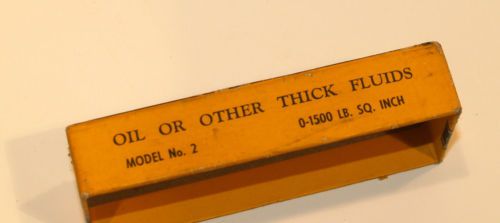 OIL OR OTHER THICK FLUIDS
MODEL No. 2 0-1500 LB. SQ. INCH